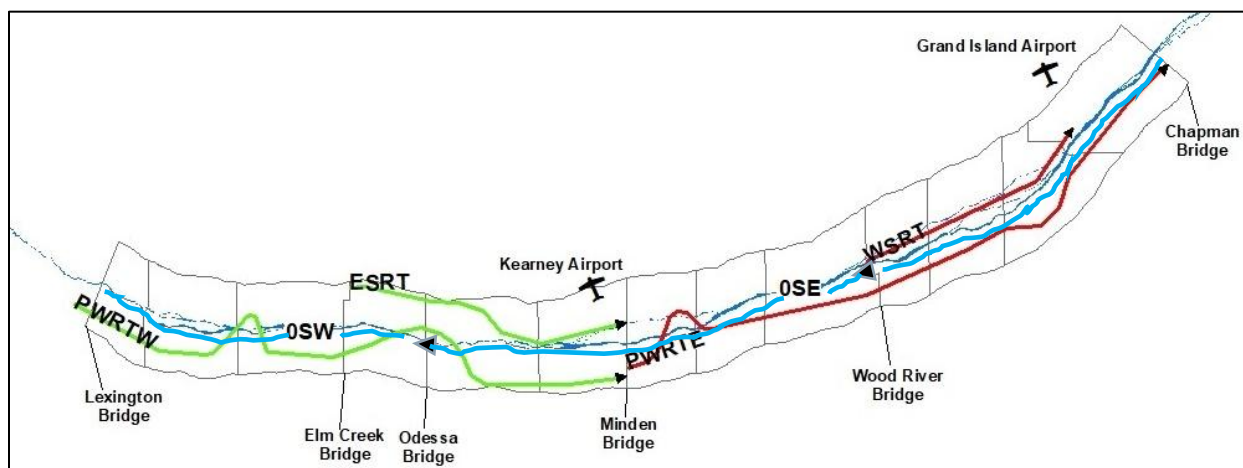 Grand Island Airport
Chapman
Bridge
WSRT
Kearney Airport
ESRT
0SE
PWRTW
0SW
PWRTE
Wood River
Bridge
Lexington
Bridge
Elm Creek
Bridge
Odessa
Bridge
Minden
Bridge